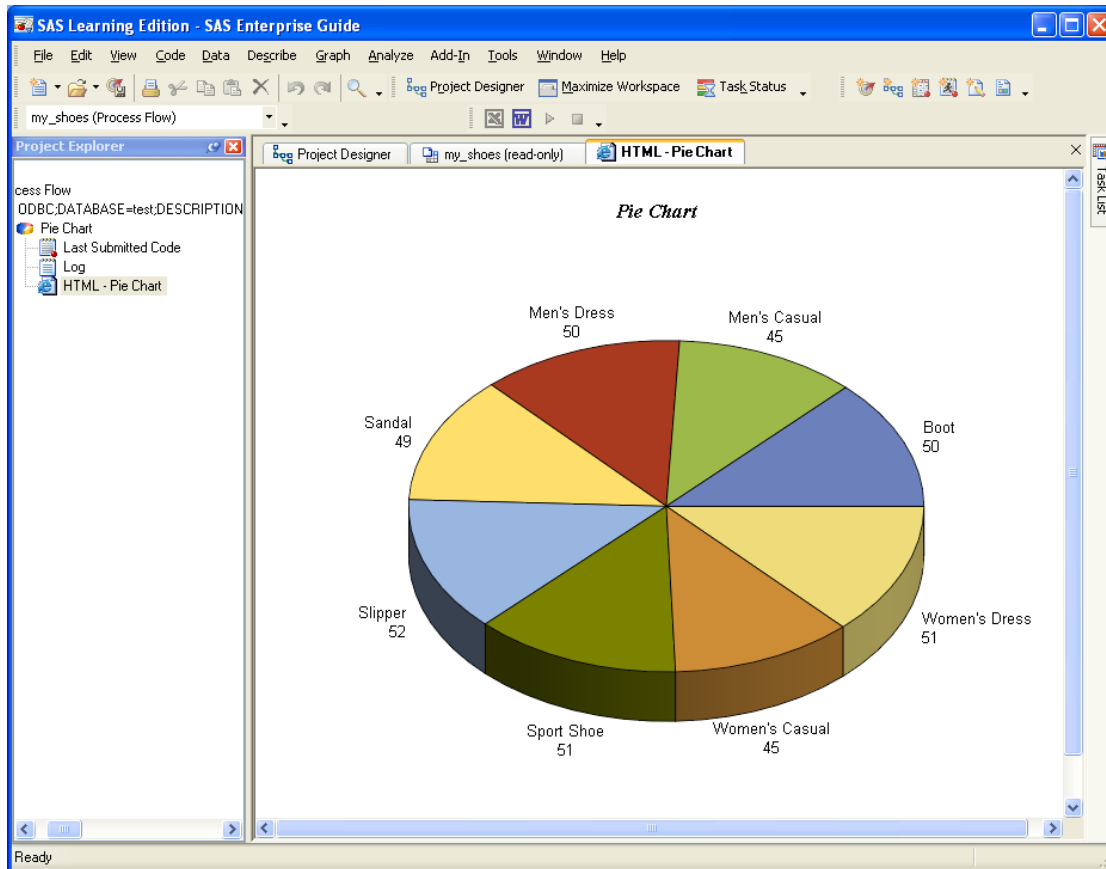 SAS Learning Edition - SAS Enterprise Guide
File Edit View Code Data Describe Graph Analyze Add-In Tools Window Help
Project Designer Maximize Workspace Task Status
my_shoes (Process Flow)
Project Explorer
Project Designer my_shoes (read-only) HTML - Pie Chart
Task List
cess Flow
ODBC;DATABASE=test;DESCRIPTION
Pie Chart
Last Submitted Code
Log
HTML - Pie Chart
Pie Chart
Men's Dress
50
Men's Casual
45
Sandal
49
Boot
50
Slipper
52
Women's Dress
51
Sport Shoe
51
Women's Casual
45
Ready